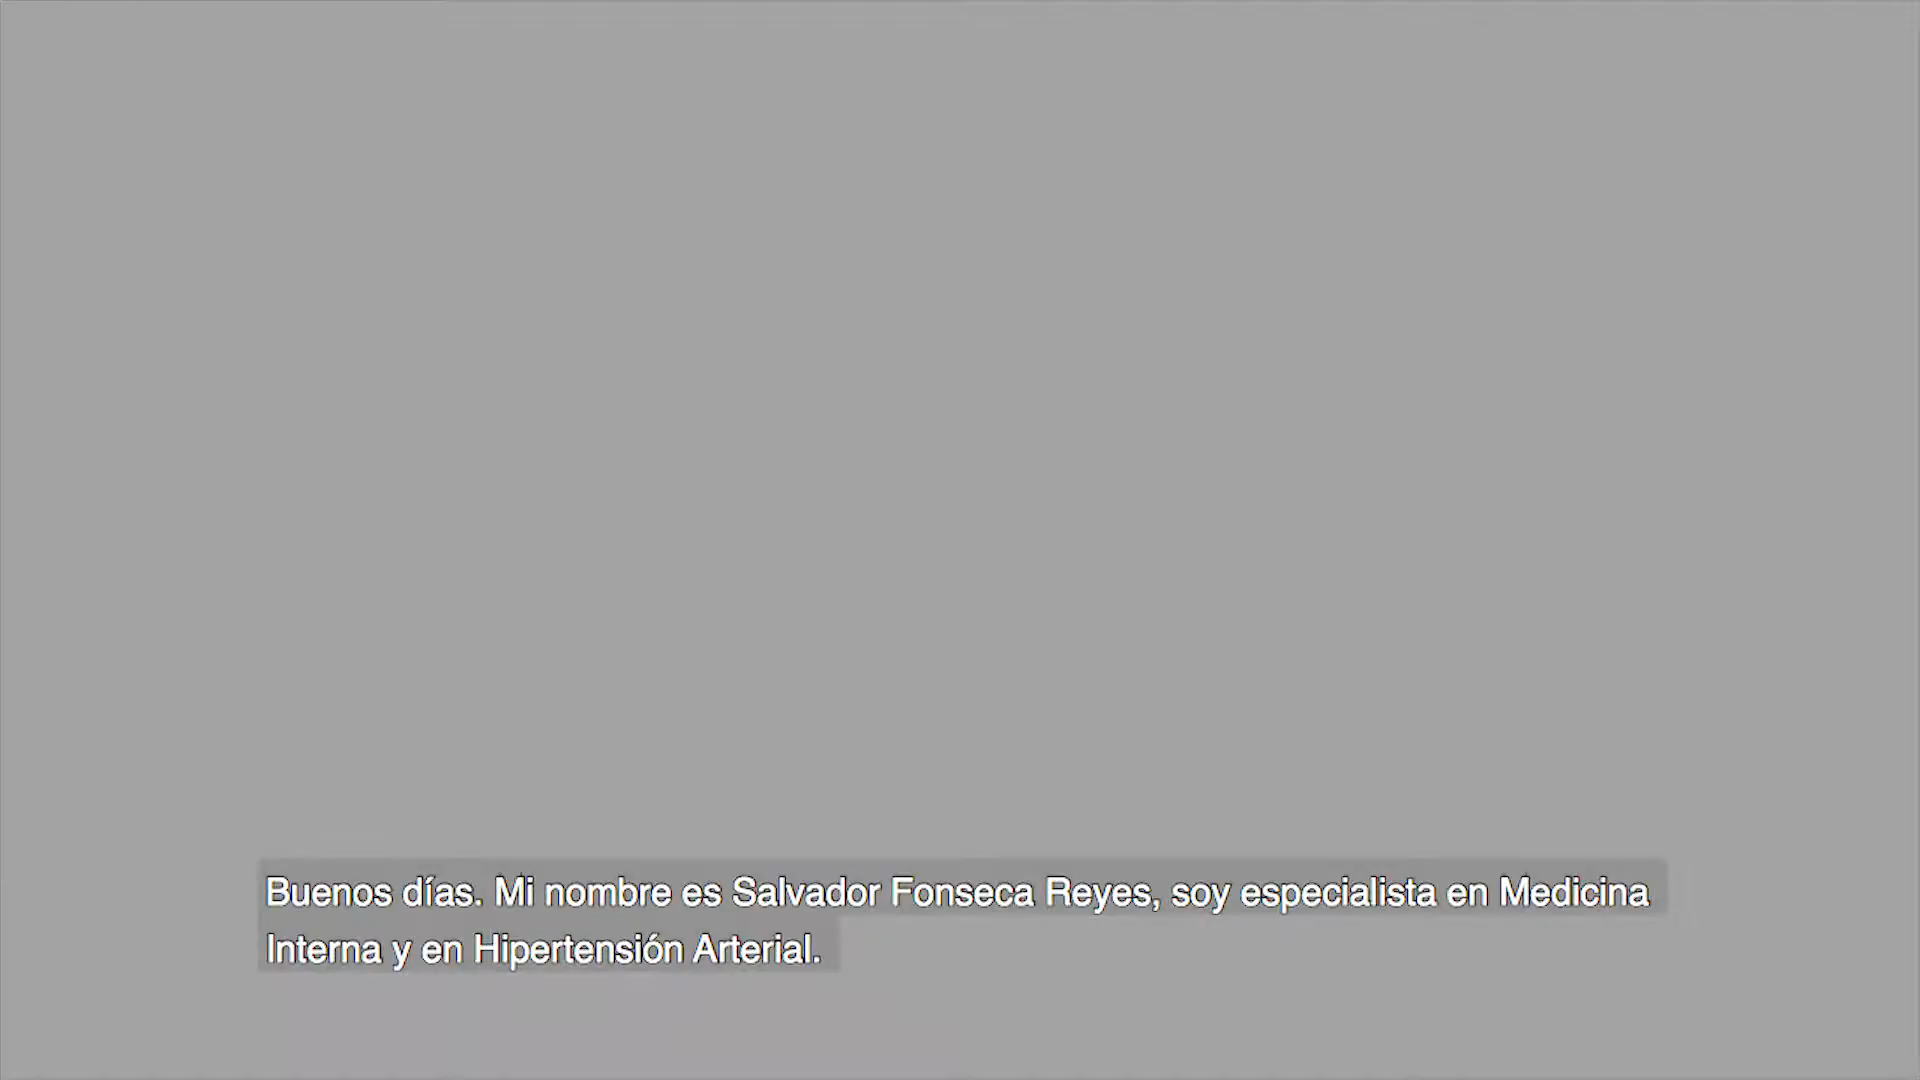 Buenos días. Mi nombre es Salvador Fonseca Reyes, soy especialista en Medicina
Interna y en Hipertensión Arterial.